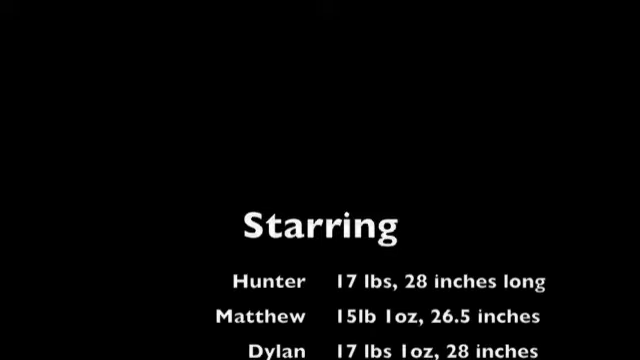 Starring
Hunter 17 lbs, 28 inches long
Matthew 15lb 1oz, 26.5 inches
Dylan 17 lbs 1oz, 28 inches